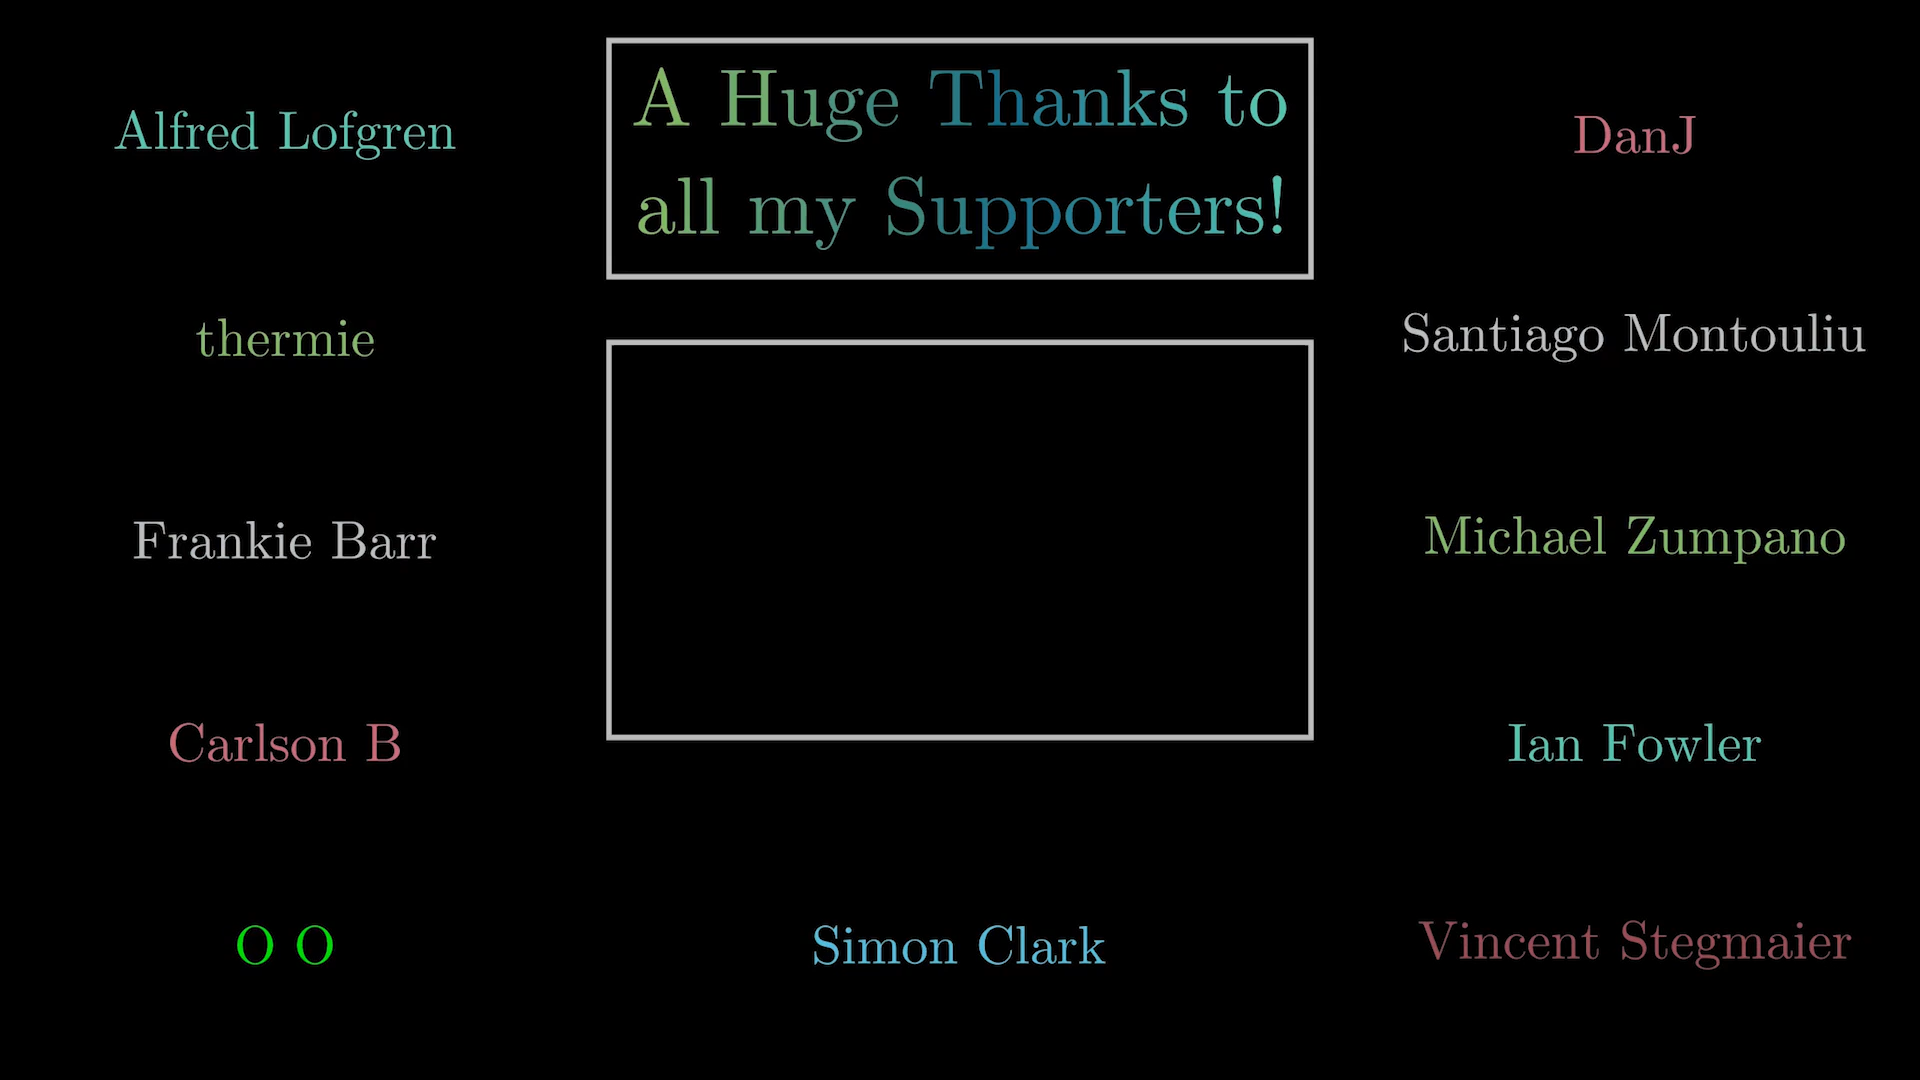 A Huge Thanks to
all my Supporters!
Alfred Lofgren
thermie
Frankie Barr
Carlson B
O O
Simon Clark
DanJ
Santiago Montouliu
Michael Zumpano
Ian Fowler
Vincent Stegmaier